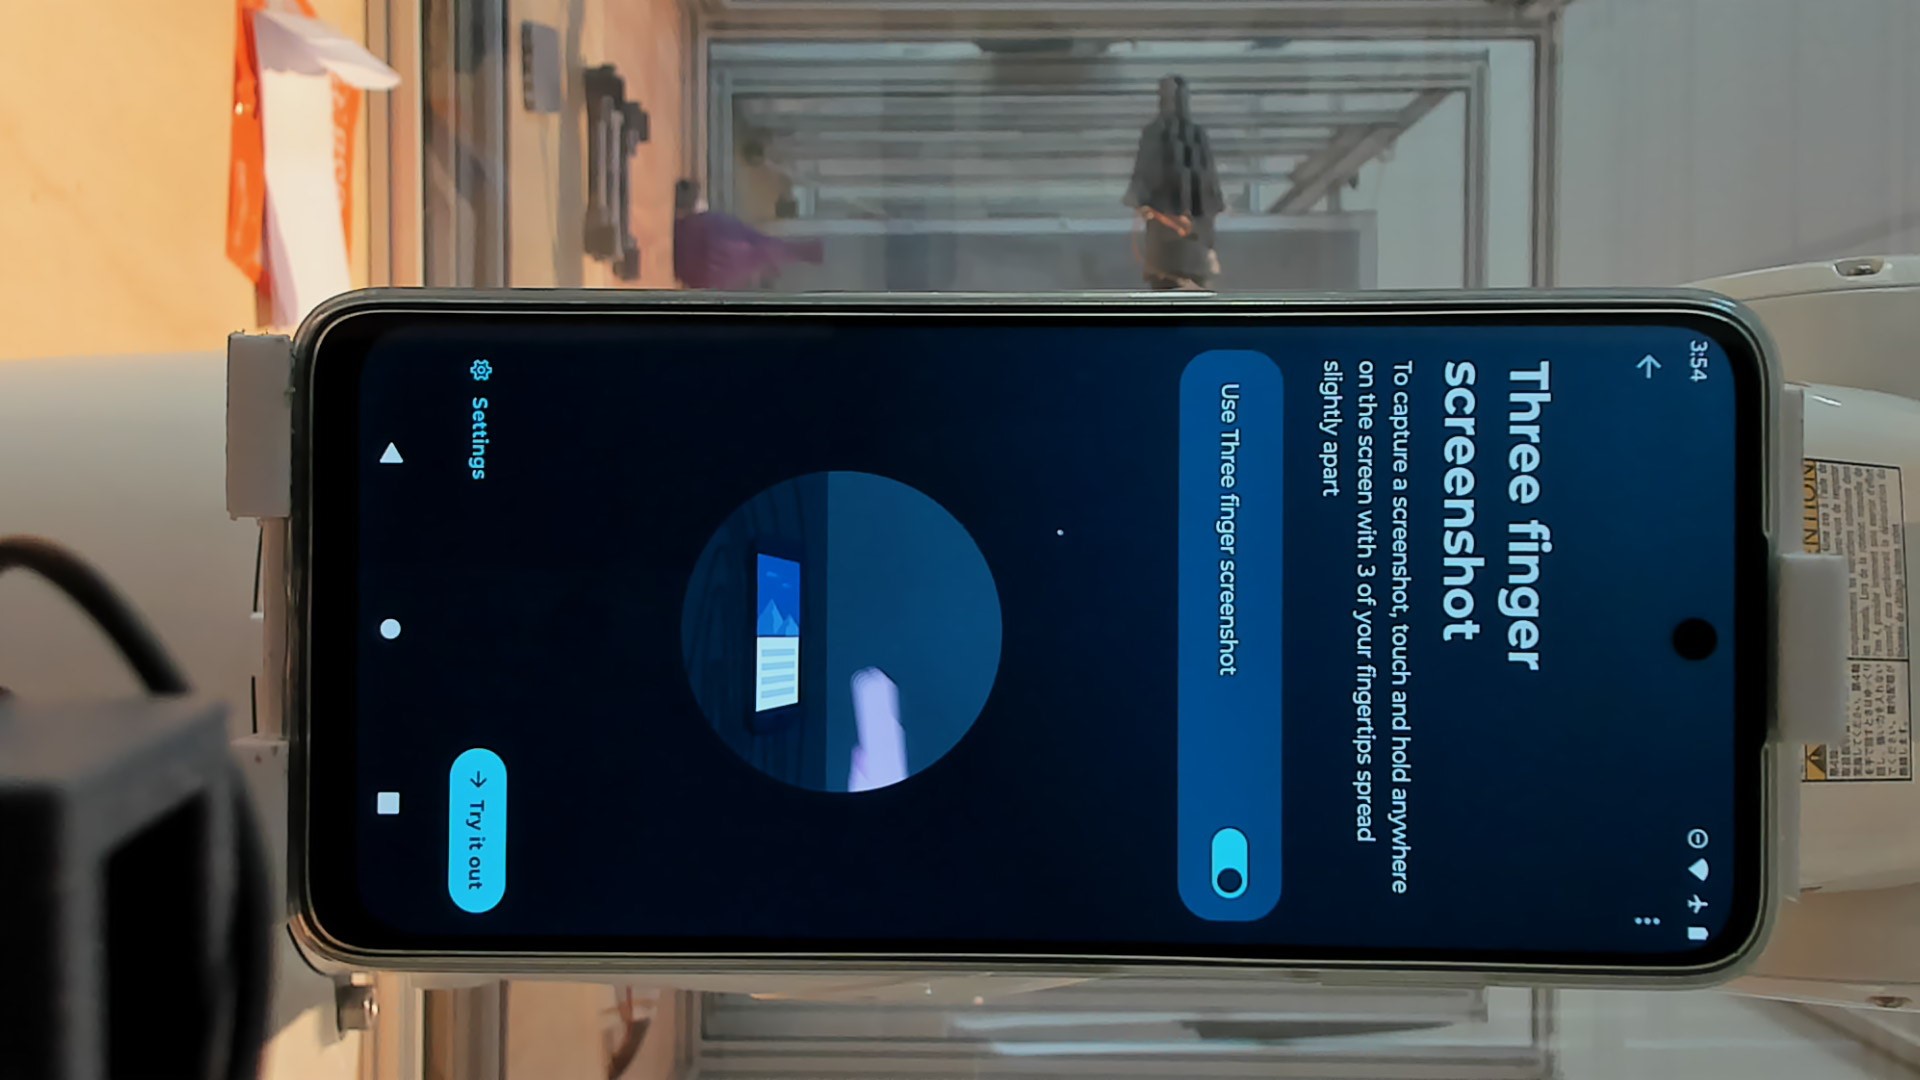 3:54
Three finger
screenshot
To capture a screenshot, touch and hold anywhere
on the screen with 3 of your fingertips spread
slightly apart
Use Three finger screenshot
Settings
Try it out